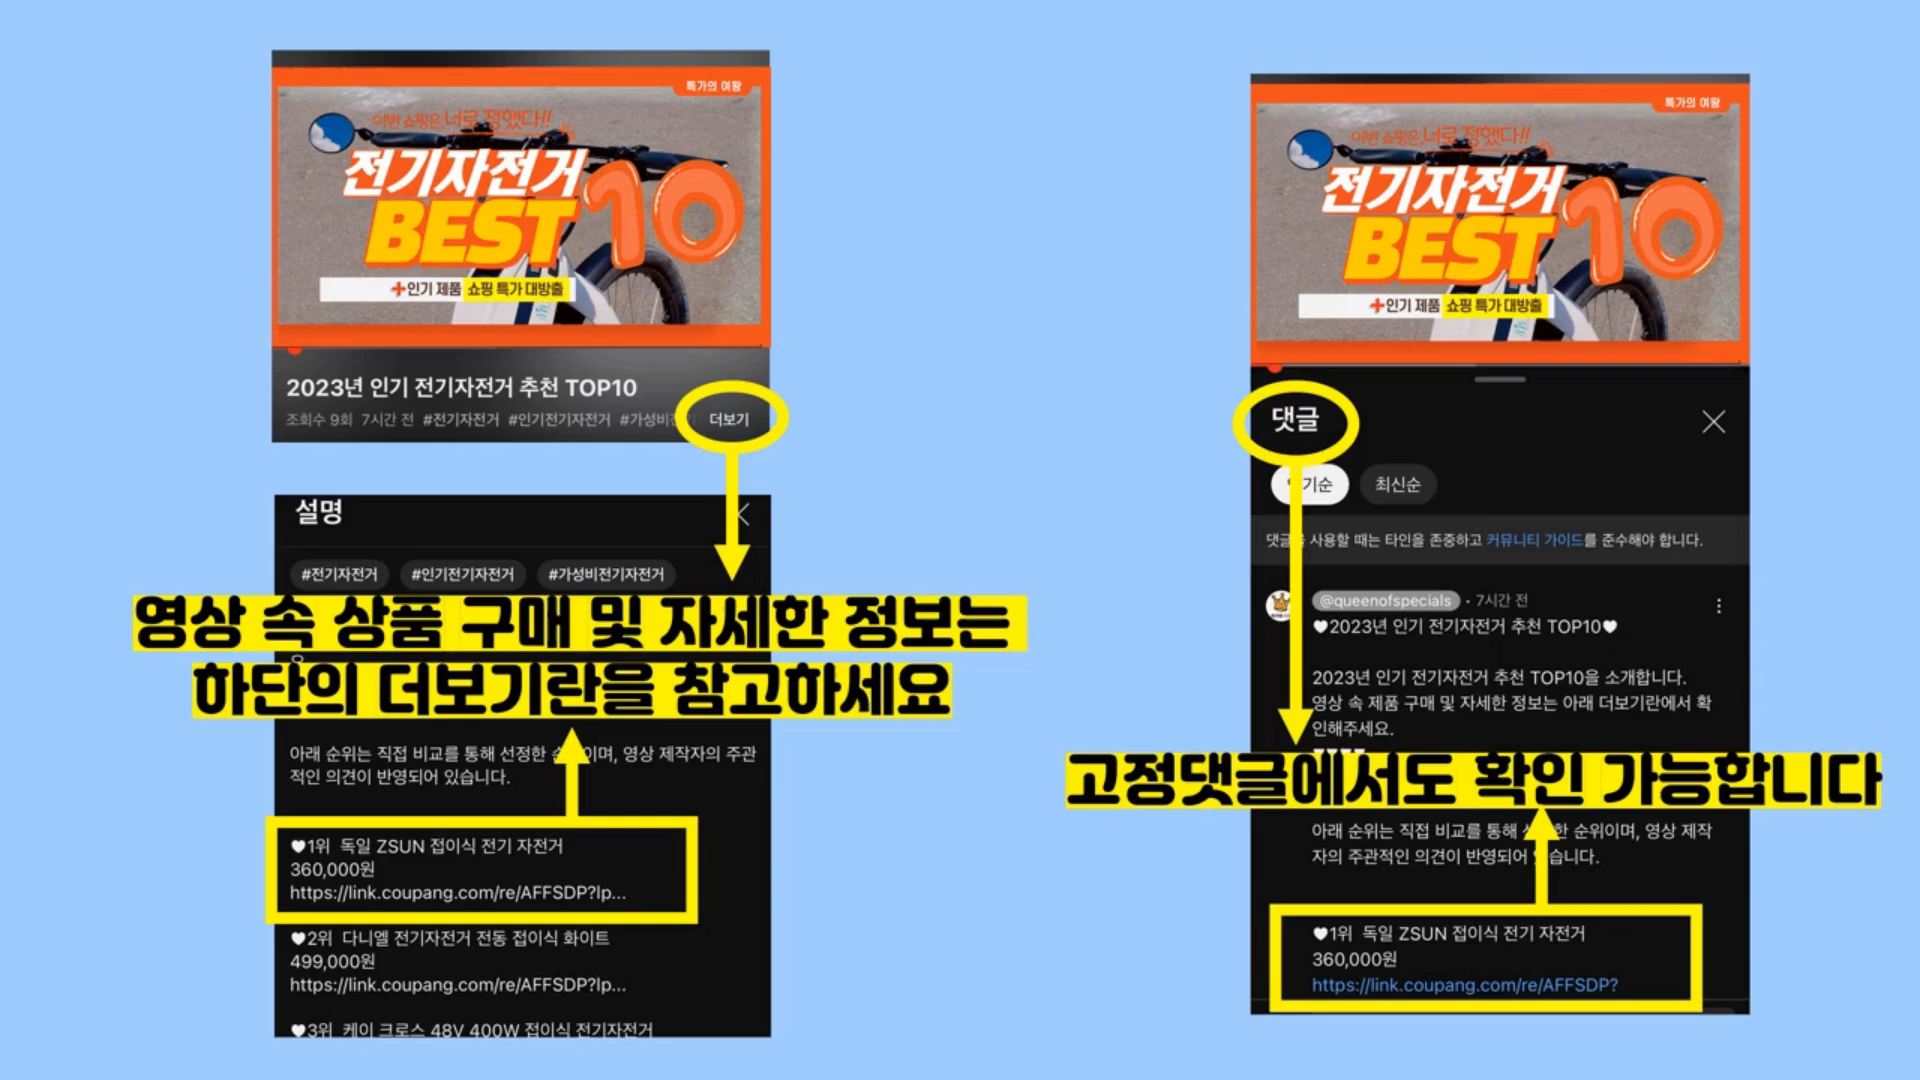 특가의 여왕
이번 쇼핑은, 너로 정했다!!
전기자전거
BEST 10
+인기 제품 쇼핑 특가 대방출
2023년 인기 전기자전거 추천 TOP10
조회수 9회 7시간 전 #전기자전거 #인기전기자전거 #가성비 더보기
설명
#전기자전거 #인기전기자전거 #가성비전기자전거
영상 속 상품 구매 및 자세한 정보는
하단의 더보기란을 참고하세요
아래 순위는 직접 비교를 통해 선정한 이며, 영상 제작자의 주관
적인 의견이 반영되어 있습니다.
♥1위 독일 ZSUN 접이식 전기 자전거
360,000원
https://link.coupang.com/re/AFFSDP?lp...
♥2위 다니엘 전기자전거 전동 접이식 화이트
499,000원
https://link.coupang.com/re/AFFSDP?lp...
♥3위 케이 크로스 48V 400W 접이식 전기자전거
특가의 여왕
이번 쇼핑은, 너로 정했다!!
전기자전거
BEST 10
+인기 제품 쇼핑 특가 대방출
댓글
기순 최신순
댓글 사용할 때는 타인을 존중하고 커뮤니티 가이드를 준수해야 합니다.
@queenofspecials · 7시간 전
♥2023년 인기 전기자전거 추천 TOP10♥
2023년 인기 전기자전거 추천 TOP10을 소개합니다.
영상 속 제품 구매 및 자세한 정보는 아래 더보기란에서 확
인해주세요.
고정댓글에서도 확인 가능합니다
아래 순위는 직접 비교를 통해 한 순위이며, 영상 제작
자의 주관적인 의견이 반영되어 습니다.
♥1위 독일 ZSUN 접이식 전기 자전거
360,000원
https://link.coupang.com/re/AFFSDP?